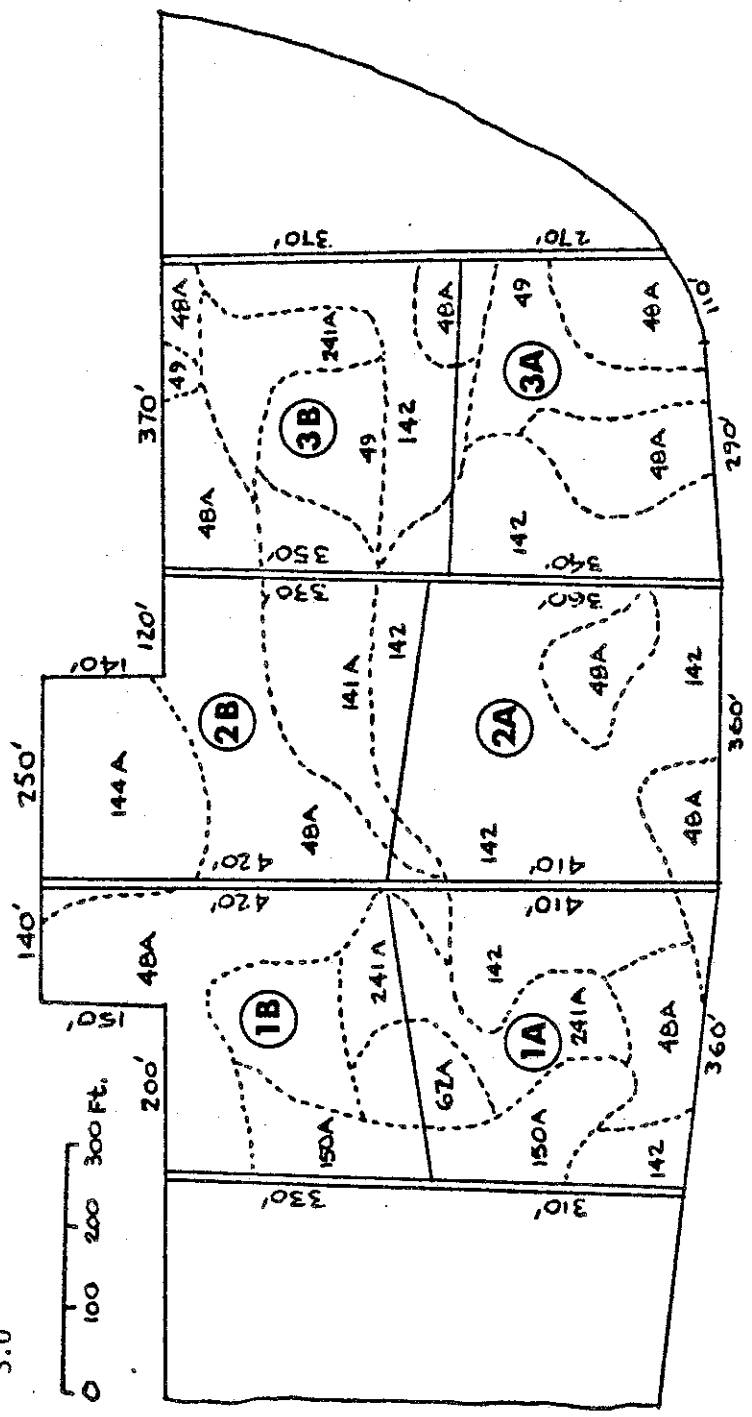 0 100 200 300 Ft.
140'
250'
150'
140'
200'
120'
370'
48A
144A
48A
49
48A
420'
420'
2B
1B
48A
330'
350'
3B
241A
370'
330'
150A
241A
141A
49
142
142
48A
62A
1A
142
142
2A
48A
142
3A
49
270'
310'
150A
241A
410'
410'
360'
340'
48A
48A
142
48A
48A
142
110'
360'
360'
290'